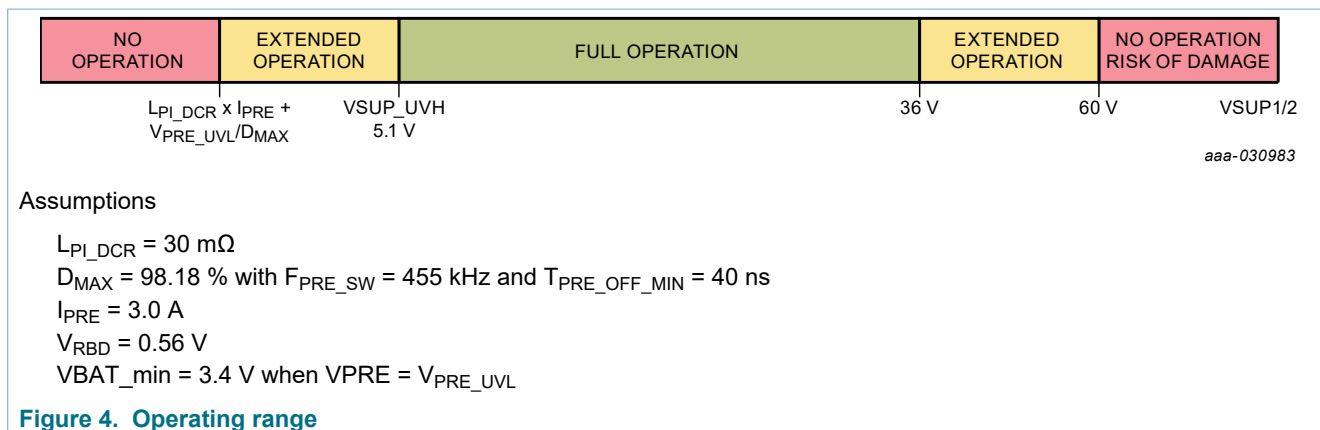 NO OPERATION
EXTENDED OPERATION
FULL OPERATION
EXTENDED OPERATION
NO OPERATION RISK OF DAMAGE
LPI_DCR x IPRE + VPRE_UVL/DMAX
VSUP_UVH 5.1 V
36 V
60 V
VSUP1/2
aaa-030983
Assumptions
LPI_DCR = 30 mΩ
DMAX = 98.18 % with FPRE_SW = 455 kHz and TPRE_OFF_MIN = 40 ns
IPRE = 3.0 A
VRBD = 0.56 V
VBAT_min = 3.4 V when VPRE = VPRE_UVL
Figure 4. Operating range